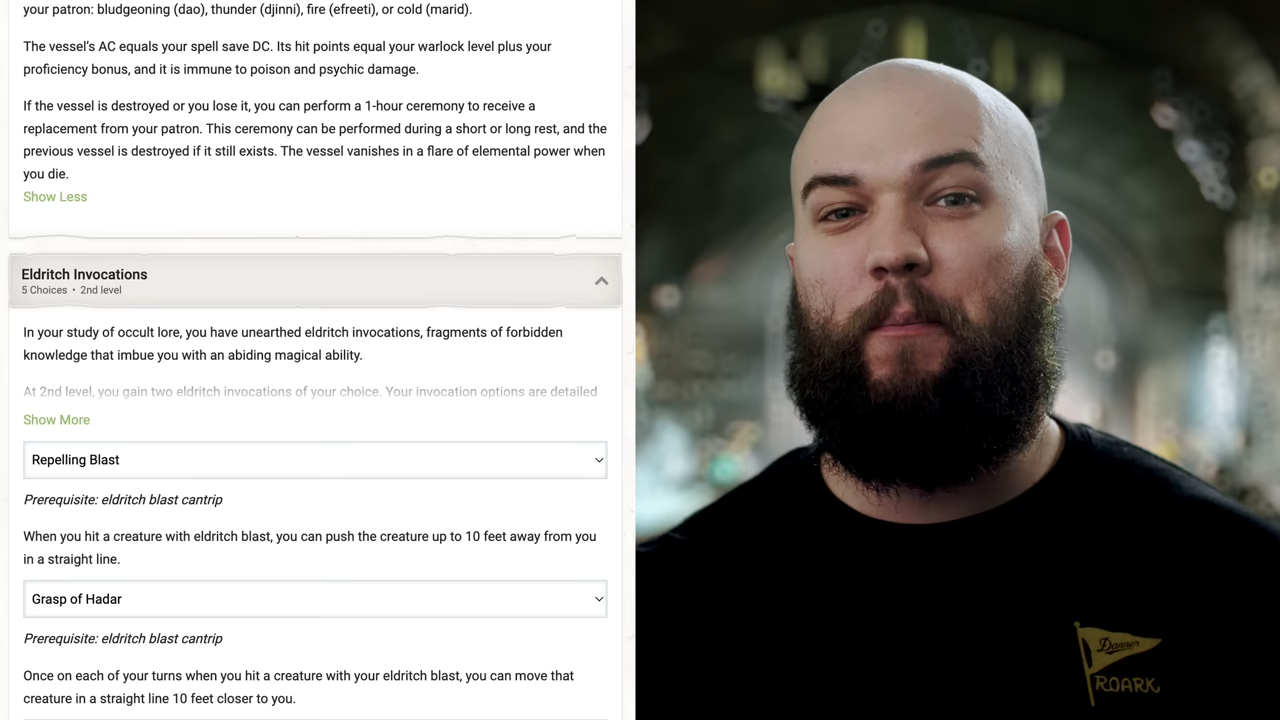 your patron: bludgeoning (dao), thunder (djinni), fire (efreeti), or cold (marid).
The vessel’s AC equals your spell save DC. Its hit points equal your warlock level plus your
proficiency bonus, and it is immune to poison and psychic damage.
If the vessel is destroyed or you lose it, you can perform a 1-hour ceremony to receive a
replacement from your patron. This ceremony can be performed during a short or long rest, and the
previous vessel is destroyed if it still exists. The vessel vanishes in a flare of elemental power when
you die.
Show Less
Eldritch Invocations
5 Choices • 2nd level
In your study of occult lore, you have unearthed eldritch invocations, fragments of forbidden
knowledge that imbue you with an abiding magical ability.
At 2nd level, you gain two eldritch invocations of your choice. Your invocation options are detailed
Show More
Repelling Blast
Prerequisite: eldritch blast cantrip
When you hit a creature with eldritch blast, you can push the creature up to 10 feet away from you
in a straight line.
Grasp of Hadar
Prerequisite: eldritch blast cantrip
Once on each of your turns when you hit a creature with your eldritch blast, you can move that
creature in a straight line 10 feet closer to you.
Danner
ROARK